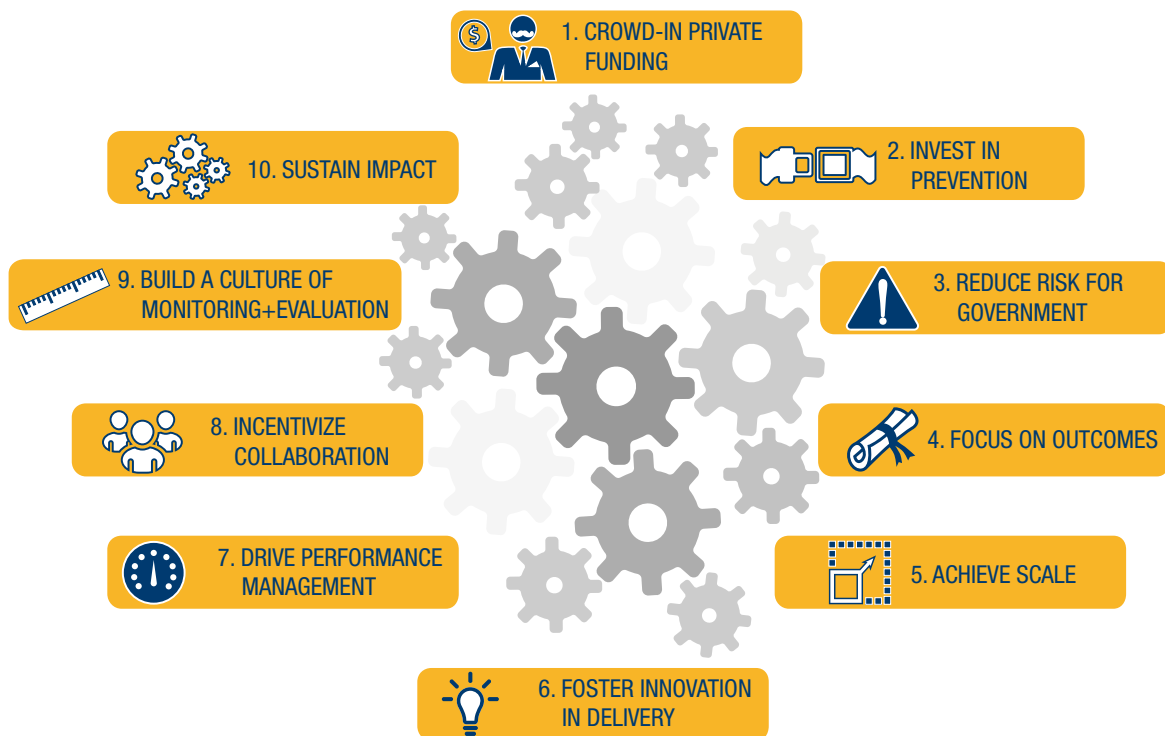 $
1. CROWD-IN PRIVATE
FUNDING
2. INVEST IN
PREVENTION
3. REDUCE RISK FOR
GOVERNMENT
4. FOCUS ON OUTCOMES
5. ACHIEVE SCALE
6. FOSTER INNOVATION
IN DELIVERY
7. DRIVE PERFORMANCE
MANAGEMENT
8. INCENTIVIZE
COLLABORATION
9. BUILD A CULTURE OF
MONITORING+EVALUATION
10. SUSTAIN IMPACT